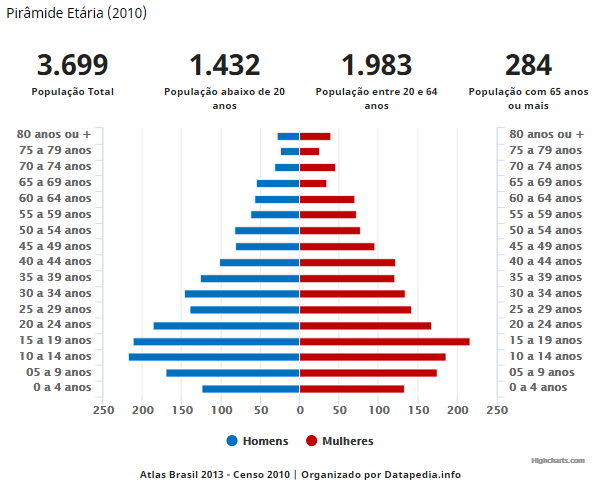 Pirâmide Etária (2010)
3.699
1.432
1.983
284
População Total
População abaixo de 20
anos
População entre 20 e 64
anos
População com 65 anos
ou mais
80 anos ou +
80 anos ou +
75 a 79 anos
75 a 79 anos
70 a 74 anos
70 a 74 anos
65 a 69 anos
65 a 69 anos
60 a 64 anos
60 a 64 anos
55 a 59 anos
55 a 59 anos
50 a 54 anos
50 a 54 anos
45 a 49 anos
45 a 49 anos
40 a 44 anos
40 a 44 anos
35 a 39 anos
35 a 39 anos
30 a 34 anos
30 a 34 anos
25 a 29 anos
25 a 29 anos
20 a 24 anos
20 a 24 anos
15 a 19 anos
15 a 19 anos
10 a 14 anos
10 a 14 anos
05 a 9 anos
05 a 9 anos
0 a 4 anos
0 a 4 anos
250 200 150 100 50 0 50 100 150 200 250
Homens Mulheres
Highcharts.com
Atlas Brasil 2013 - Censo 2010 | Organizado por Datapedia.info